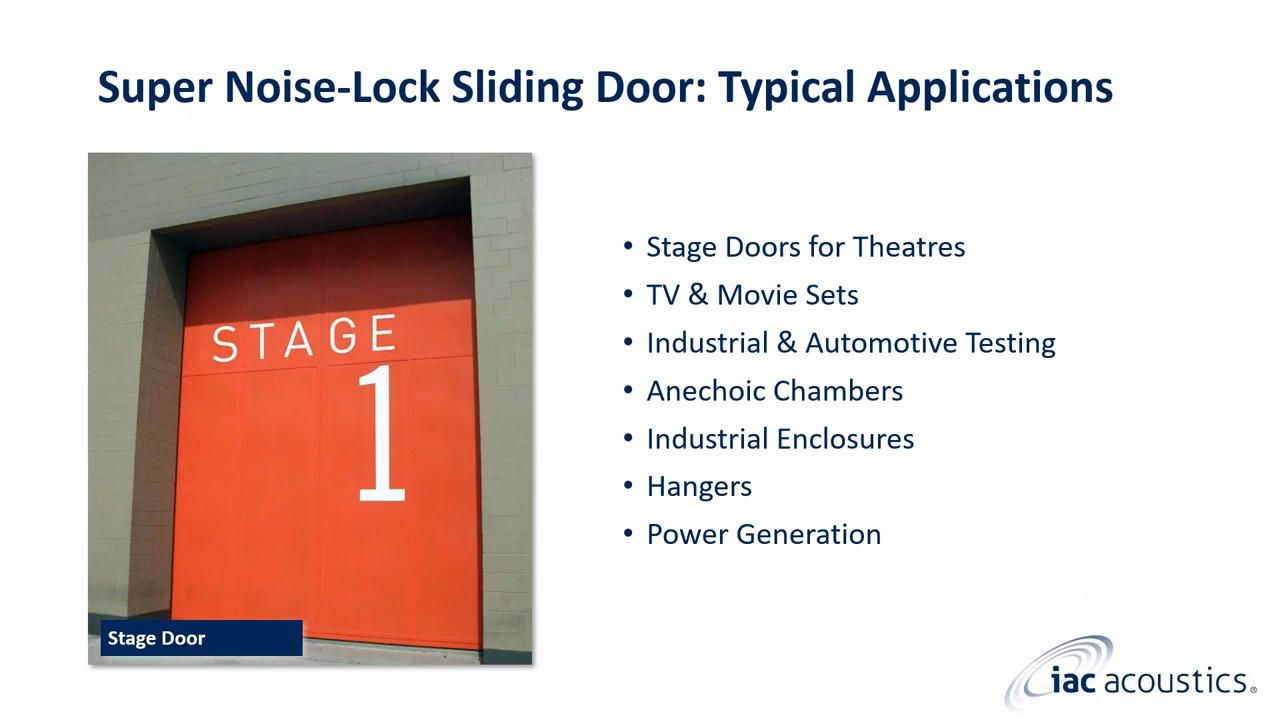 Super Noise-Lock Sliding Door: Typical Applications
STAGE
1
Stage Door
• Stage Doors for Theatres
• TV & Movie Sets
• Industrial & Automotive Testing
• Anechoic Chambers
• Industrial Enclosures
• Hangers
• Power Generation
iac acoustics®